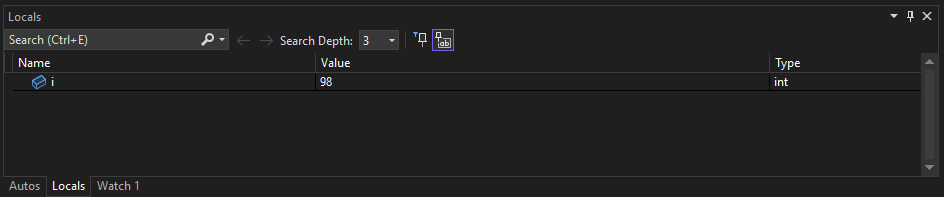 Locals
Search (Ctrl+E) Search Depth: 3
Name Value Type
i 98 int
Autos Locals Watch 1